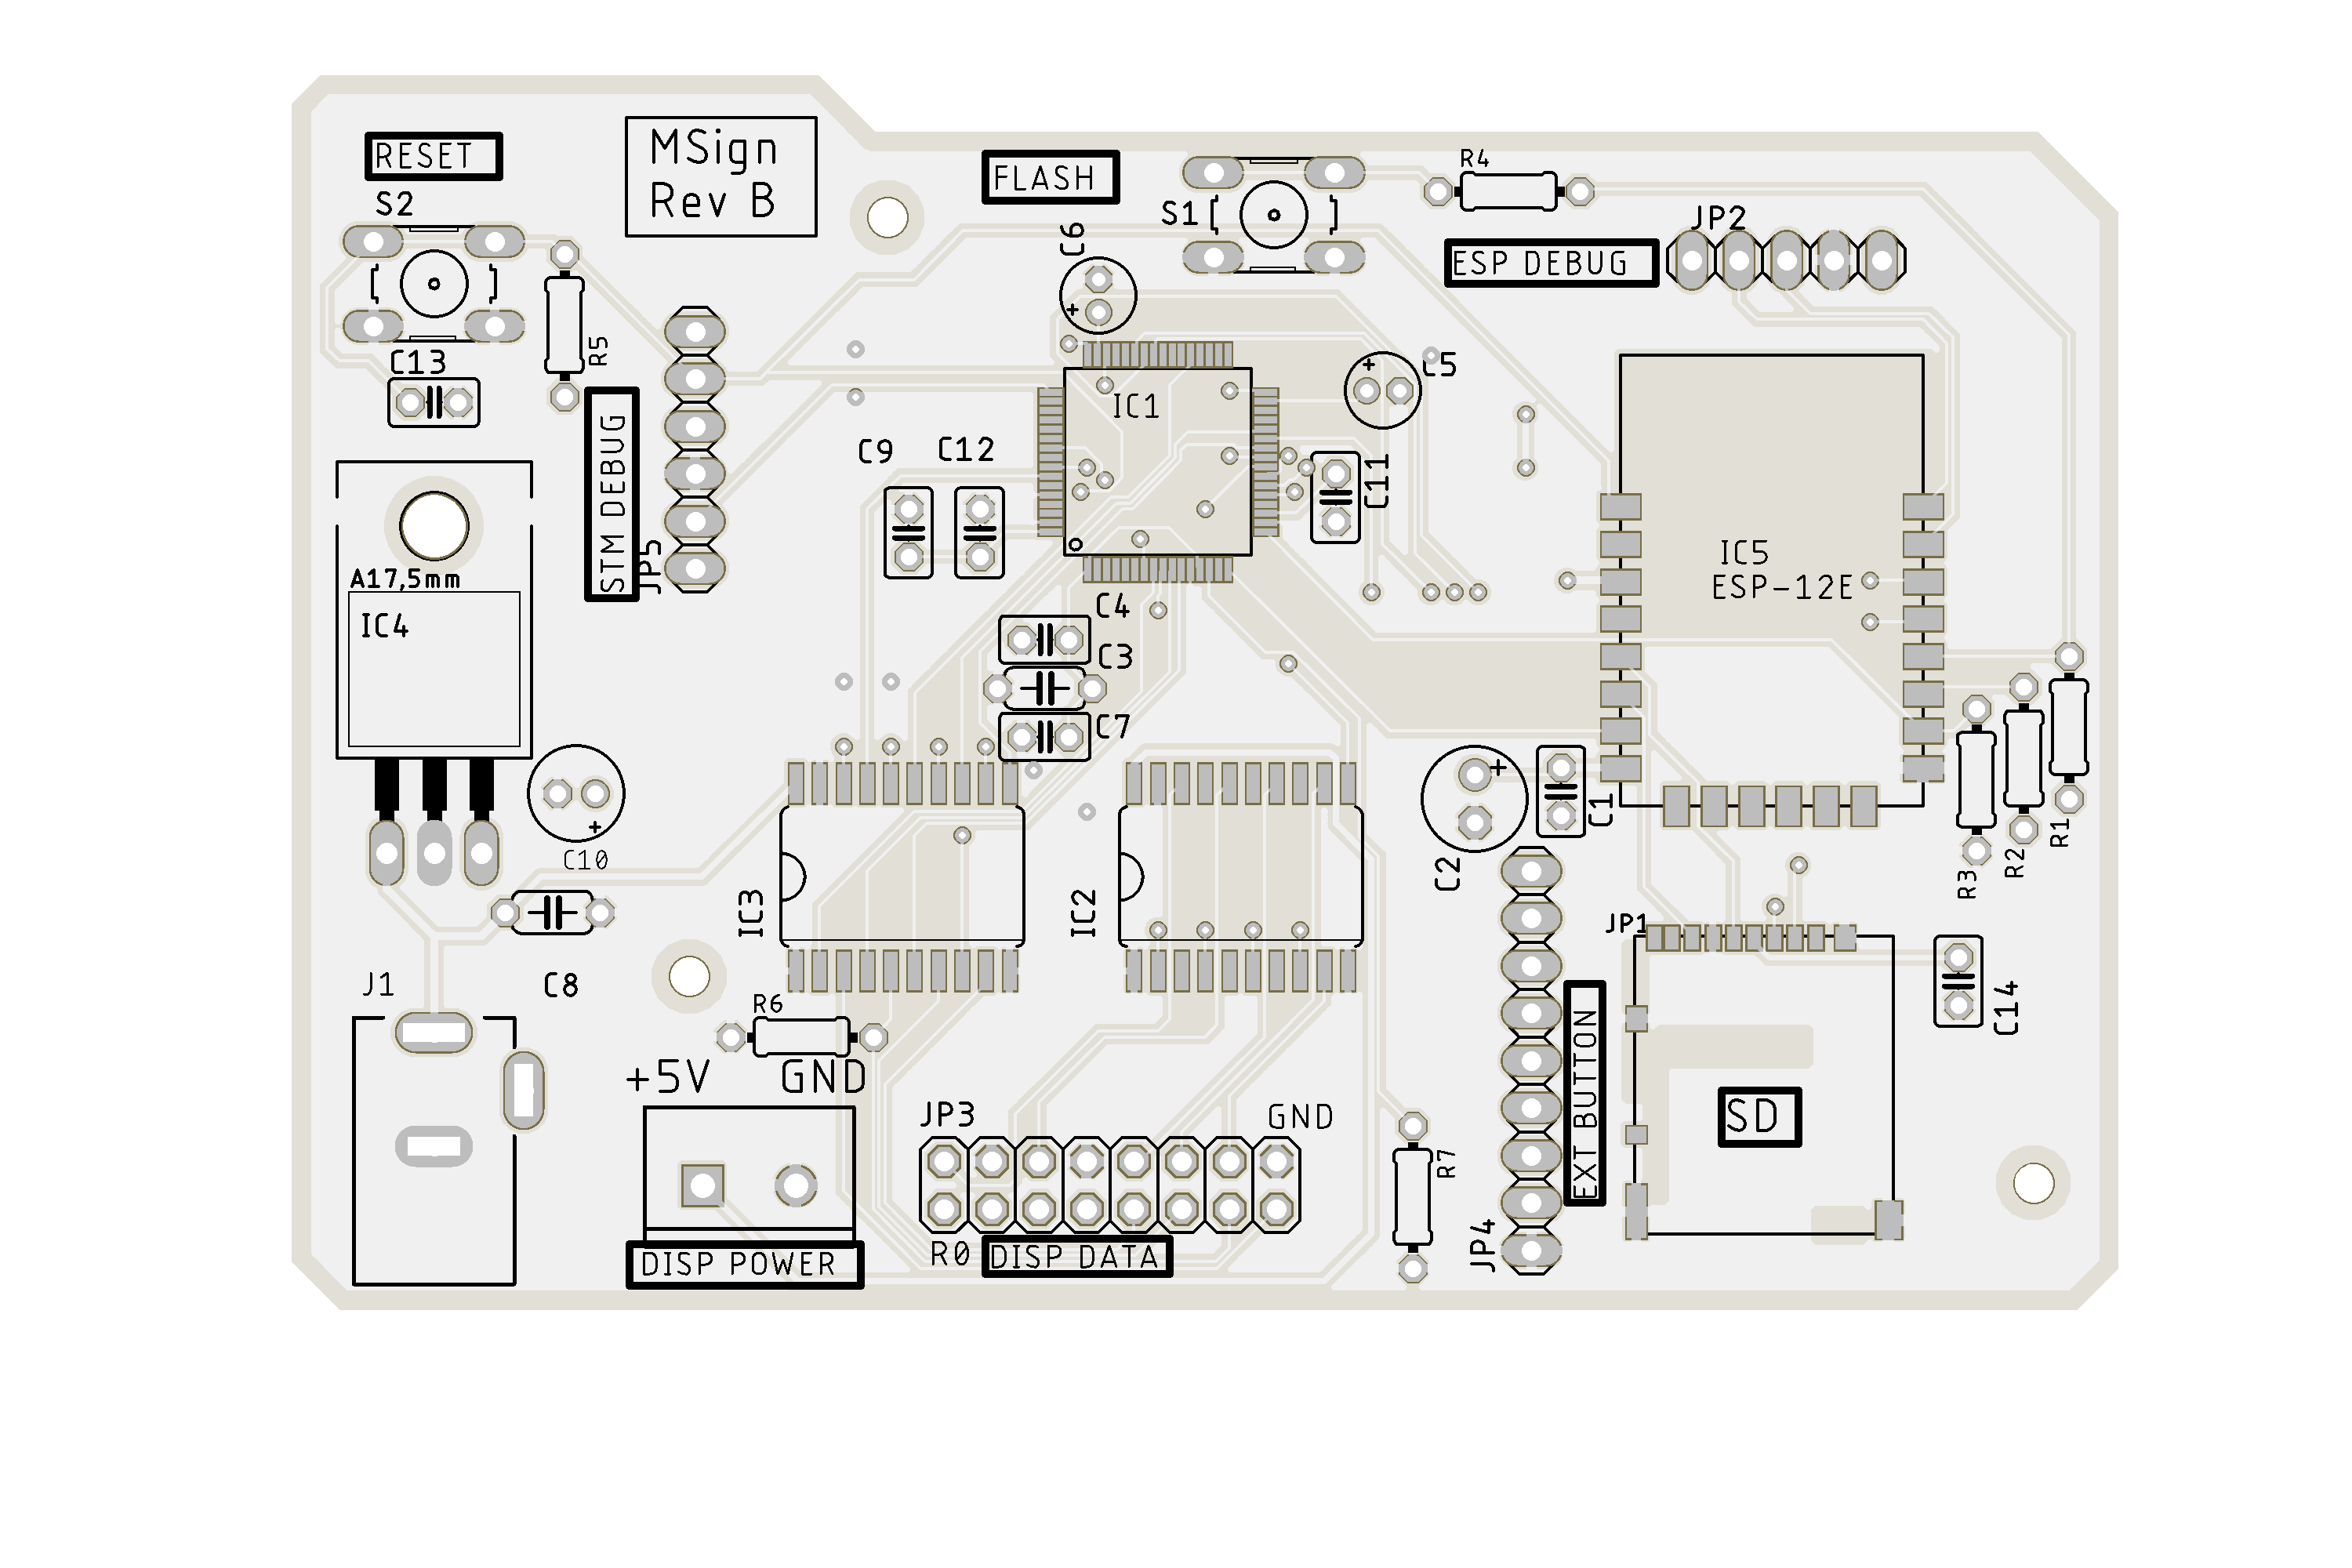 RESET
MSign
Rev B
FLASH
R4
S2
S1
JP2
C6
ESP DEBUG
R5
C13
C5
IC1
STM DEBUG
C9
C12
C11
JP5
IC5
ESP-12E
A17,5mm
IC4
C4
C3
C7
C10
C1
C2
R1
R2
R3
IC3
IC2
JP1
J1
C8
R6
C14
EXT BUTTON
+5V
GND
JP3
GND
SD
R7
R0
DISP DATA
DISP POWER
JP4